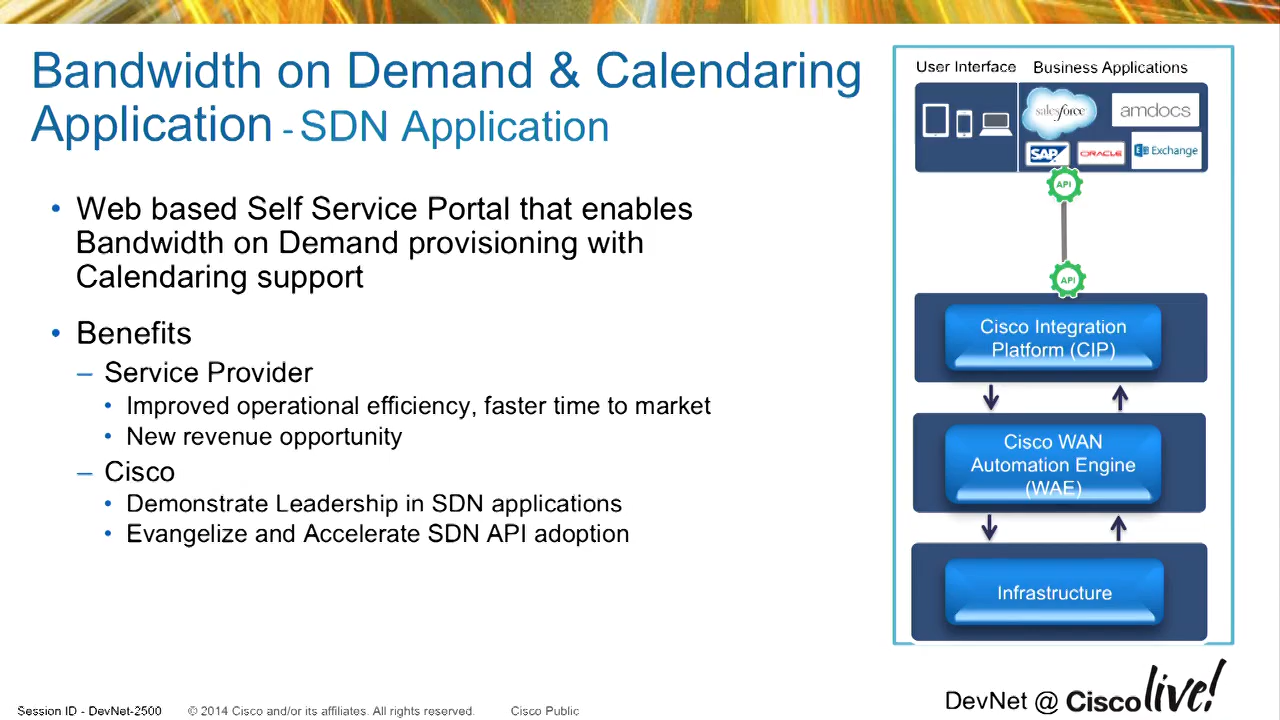 Bandwidth on Demand & Calendaring
Application - SDN Application
• Web based Self Service Portal that enables
Bandwidth on Demand provisioning with
Calendaring support
• Benefits
– Service Provider
• Improved operational efficiency, faster time to market
• New revenue opportunity
– Cisco
• Demonstrate Leadership in SDN applications
• Evangelize and Accelerate SDN API adoption
User Interface Business Applications
salesforce amdocs
SAP ORACLE Exchange
API
API
Cisco Integration
Platform (CIP)
Cisco WAN
Automation Engine
(WAE)
Infrastructure
Session ID - DevNet-2500 © 2014 Cisco and/or its affiliates. All rights reserved. Cisco Public
DevNet @ Cisco live!